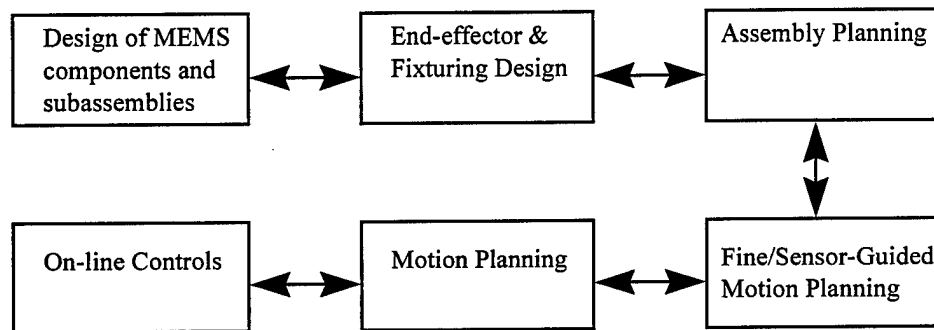 Design of MEMS
components and
subassemblies
End-effector &
Fixturing Design
Assembly Planning
On-line Controls
Motion Planning
Fine/Sensor-Guided
Motion Planning